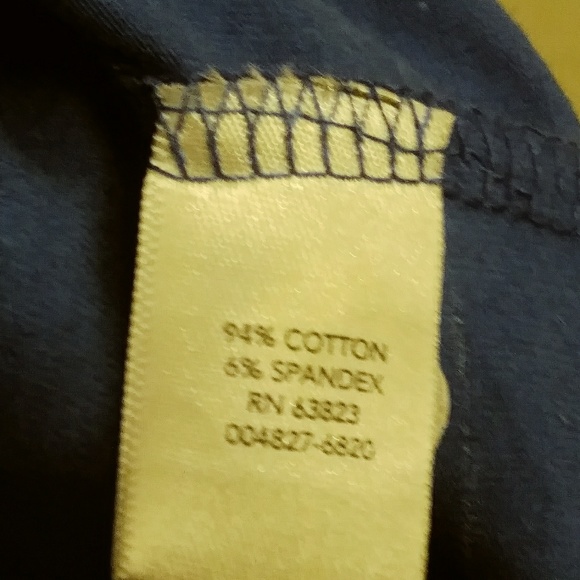 94% COTTON
6% SPANDEX
RN 63823
004827-6820